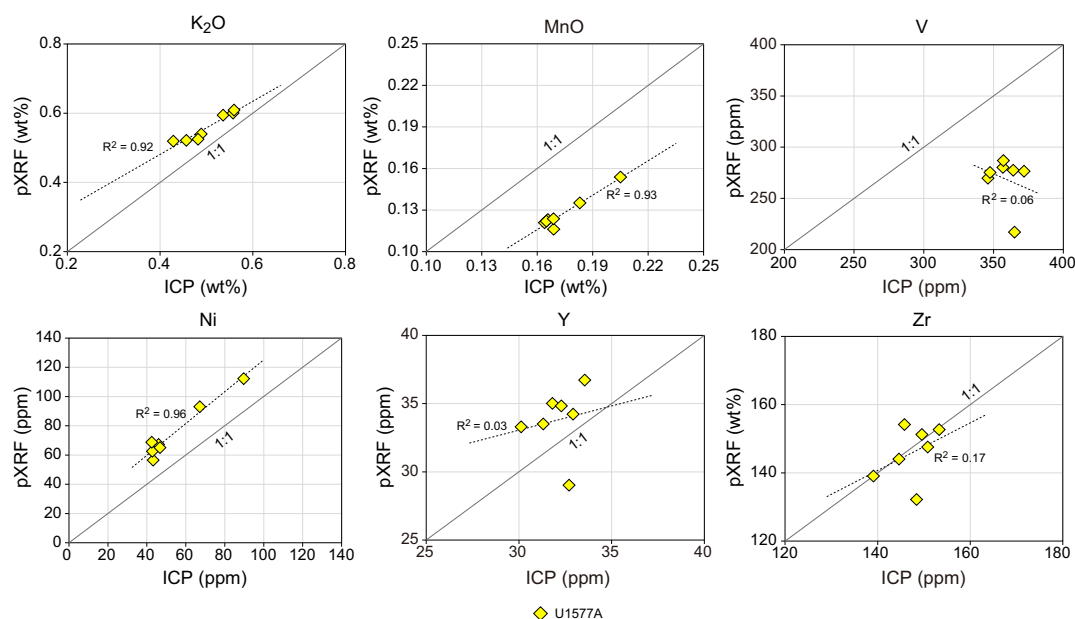 K₂O
pXRF (wt%)
0.8
0.6
0.4
0.2
R² = 0.92
1:1
0.2 0.4 0.6 0.8
ICP (wt%)
MnO
pXRF (wt%)
0.25
0.22
0.19
0.16
0.13
0.10
1:1
R² = 0.93
0.10 0.13 0.16 0.19 0.22 0.25
ICP (wt%)
V
pXRF (ppm)
400
350
300
250
200
1:1
R² = 0.06
200 250 300 350 400
ICP (ppm)
Ni
pXRF (ppm)
140
120
100
80
60
40
20
0
R² = 0.96
1:1
0 20 40 60 80 100 120 140
ICP (ppm)
Y
pXRF (ppm)
40
35
30
25
R² = 0.03
1:1
25 30 35 40
ICP (ppm)
Zr
pXRF (wt%)
180
160
140
120
1:1
R² = 0.17
120 140 160 180
ICP (ppm)
U1577A